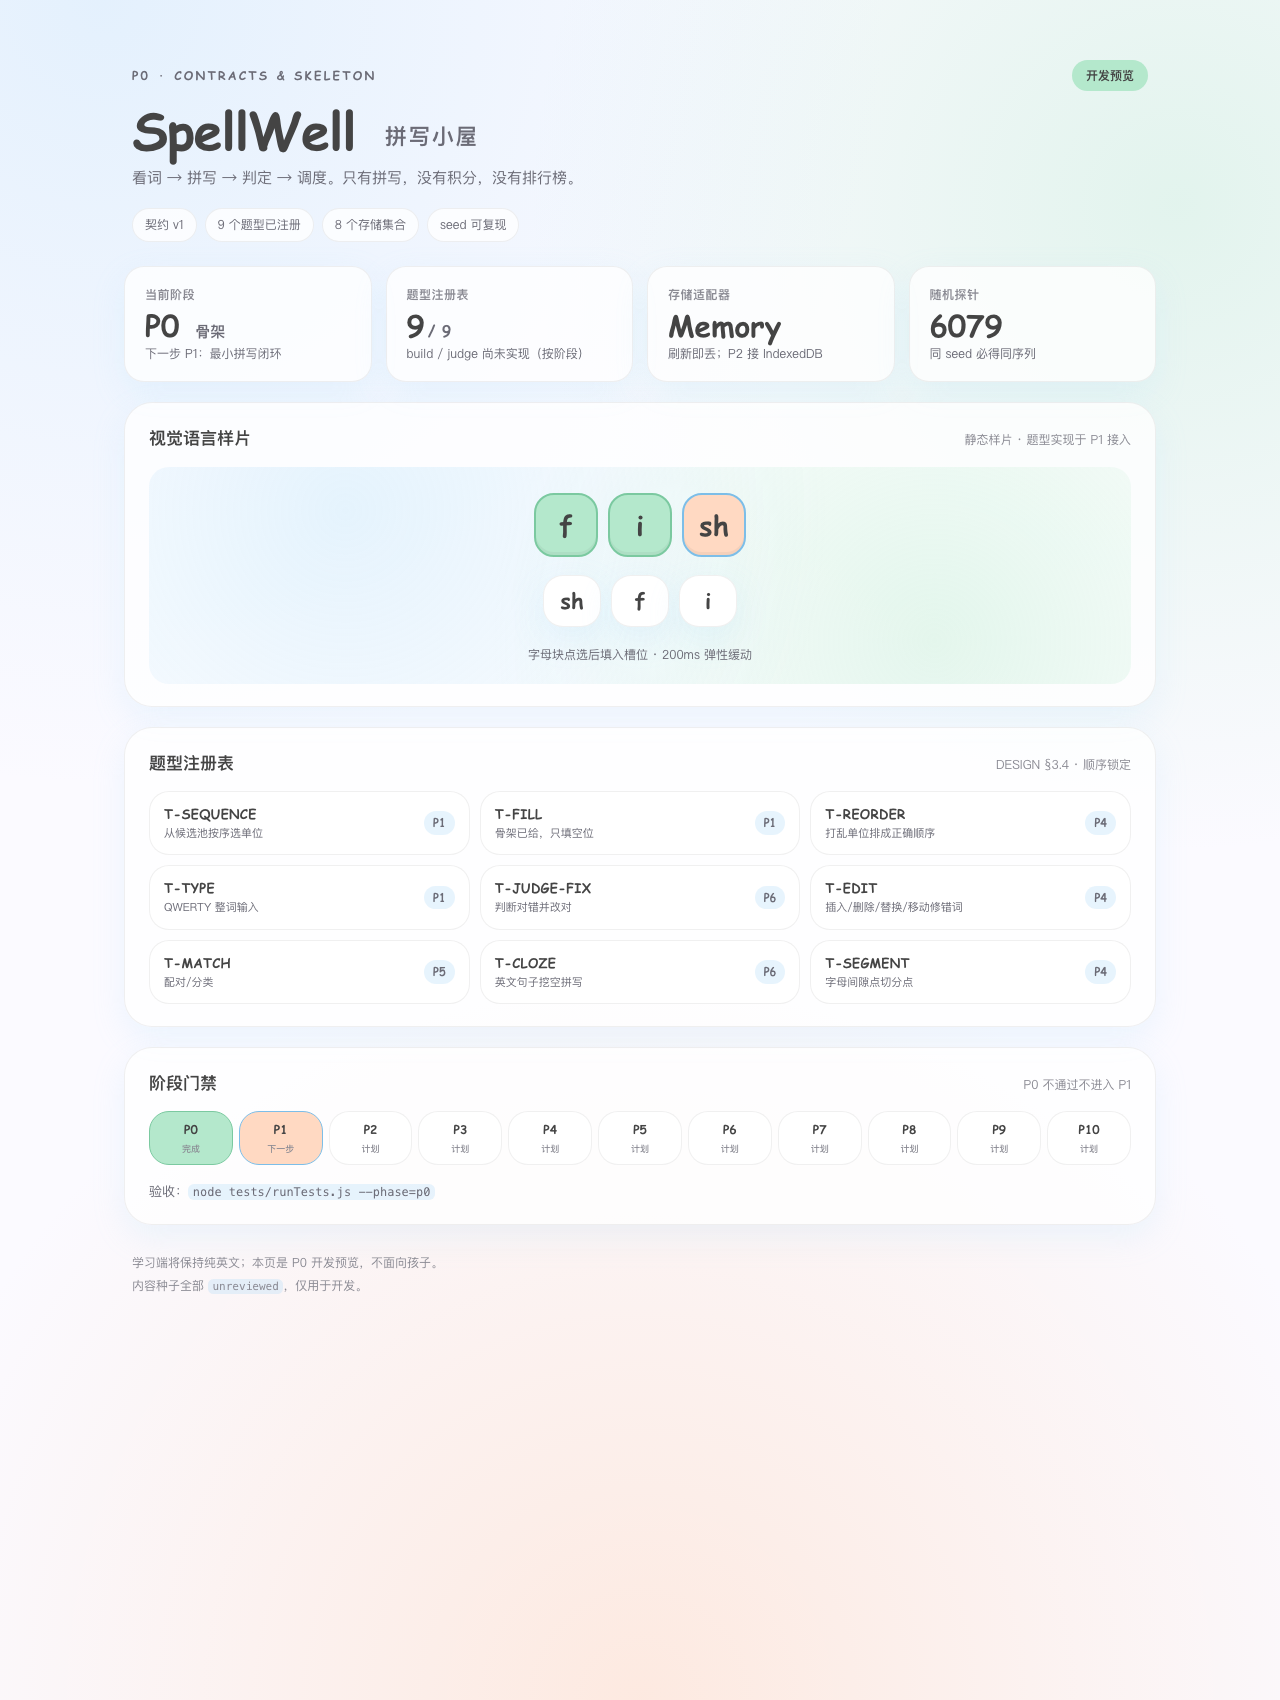 P0 · CONTRACTS & SKELETON
开发预览
SpellWell 拼写小屋
看词 → 拼写 → 判定 → 调度。只有拼写，没有积分，没有排行榜。
契约 v1
9 个题型已注册
8 个存储集合
seed 可复现
当前阶段
P0 骨架
下一步 P1：最小拼写闭环
题型注册表
9 / 9
build / judge 尚未实现（按阶段）
存储适配器
Memory
刷新即丢；P2 接 IndexedDB
随机探针
6079
同 seed 必得同序列
视觉语言样片
静态样片 · 题型实现于 P1 接入
f i sh
sh f i
字母块点选后填入槽位 · 200ms 弹性缓动
题型注册表
DESIGN §3.4 · 顺序锁定
T-SEQUENCE
从候选池按序选单位
P1
T-FILL
骨架已给，只填空位
P1
T-REORDER
打乱单位排成正确顺序
P4
T-TYPE
QWERTY 整词输入
P1
T-JUDGE-FIX
判断对错并改对
P6
T-EDIT
插入/删除/替换/移动修错词
P4
T-MATCH
配对/分类
P5
T-CLOZE
英文句子挖空拼写
P6
T-SEGMENT
字母间隙点切分点
P4
阶段门禁
P0 不通过不进入 P1
P0
完成
P1
下一步
P2
计划
P3
计划
P4
计划
P5
计划
P6
计划
P7
计划
P8
计划
P9
计划
P10
计划
验收： node tests/runTests.js --phase=p0
学习端将保持纯英文；本页是 P0 开发预览，不面向孩子。
内容种子全部 unreviewed，仅用于开发。